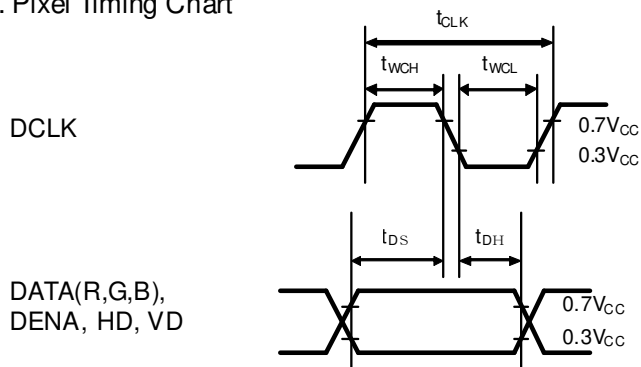 . Pixel Timing Chart
tCLK
tWCH
tWCL
DCLK
0.7VCC
0.3VCC
tDS
tDH
DATA(R,G,B),
DENA, HD, VD
0.7VCC
0.3VCC